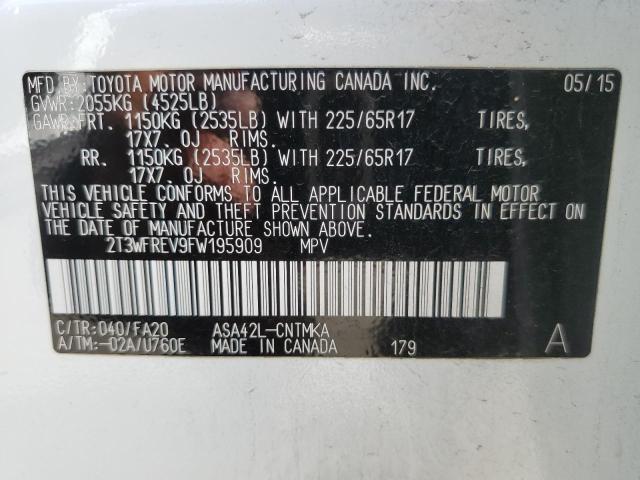 MFD.BY:TOYOTA MOTOR MANUFACTURING CANADA INC. 05/15
GVWR:2055KG (4525LB)
GAWR:FRT. 1150KG (2535LB) WITH 225/65R17 TIRES,
17X7. 0J RIMS.
RR. 1150KG (2535LB) WITH 225/65R17 TIRES,
17X7. 0J RIMS.
THIS VEHICLE CONFORMS TO ALL APPLICABLE FEDERAL MOTOR
VEHICLE SAFETY AND THEFT PREVENTION STANDARDS IN EFFECT ON
THE DATE OF MANUFACTURE SHOWN ABOVE.
2T3WFREV9FW195909 MPV
C/TR:040/FA20 ASA42L-CNTMKA
A/TM:-02A/U760E MADE IN CANADA 179 A